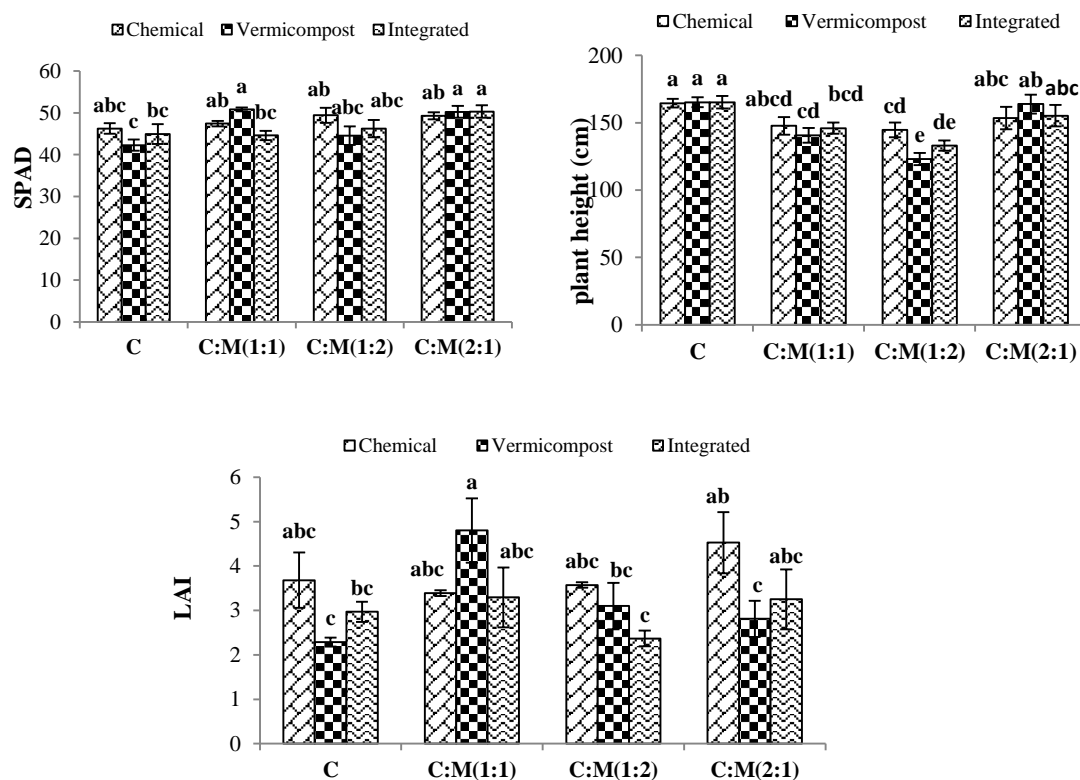 Chemical Vermicompost Integrated
60
50
40
30
20
10
0
SPAD
abc c bc ab a bc ab abc abc a a a
C C:M(1:1) C:M(1:2) C:M(2:1)
Chemical Vermicompost Integrated
200
150
100
50
0
plant height (cm)
a a a abcd cd bcd cd e de abc ab abc
C C:M(1:1) C:M(1:2) C:M(2:1)
Chemical Vermicompost Integrated
6
5
4
3
2
1
0
LAI
abc c bc abc a abc abc bc c ab c abc
C C:M(1:1) C:M(1:2) C:M(2:1)